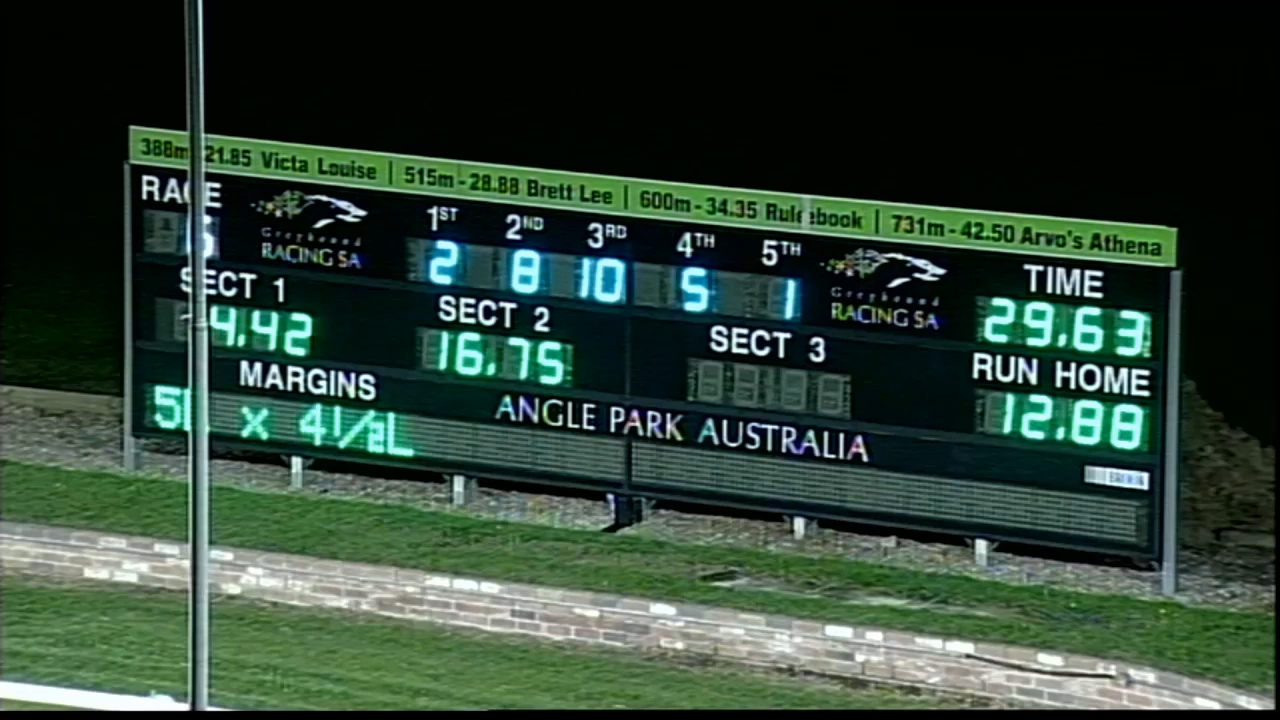 388m 21.85 Victa Louise | 515m - 28.88 Brett Lee | 600m - 34.35 Rulebook | 731m - 42.50 Arvo's Athena
RACE
Greyhound
RACING SA
1ST 2ND 3RD 4TH 5TH
2 8 10 5 1
Greyhound
RACING SA
TIME
29.63
SECT 1
4.42
SECT 2
16.75
SECT 3
RUN HOME
12.88
MARGINS
5L x 4 1/2L
ANGLE PARK AUSTRALIA